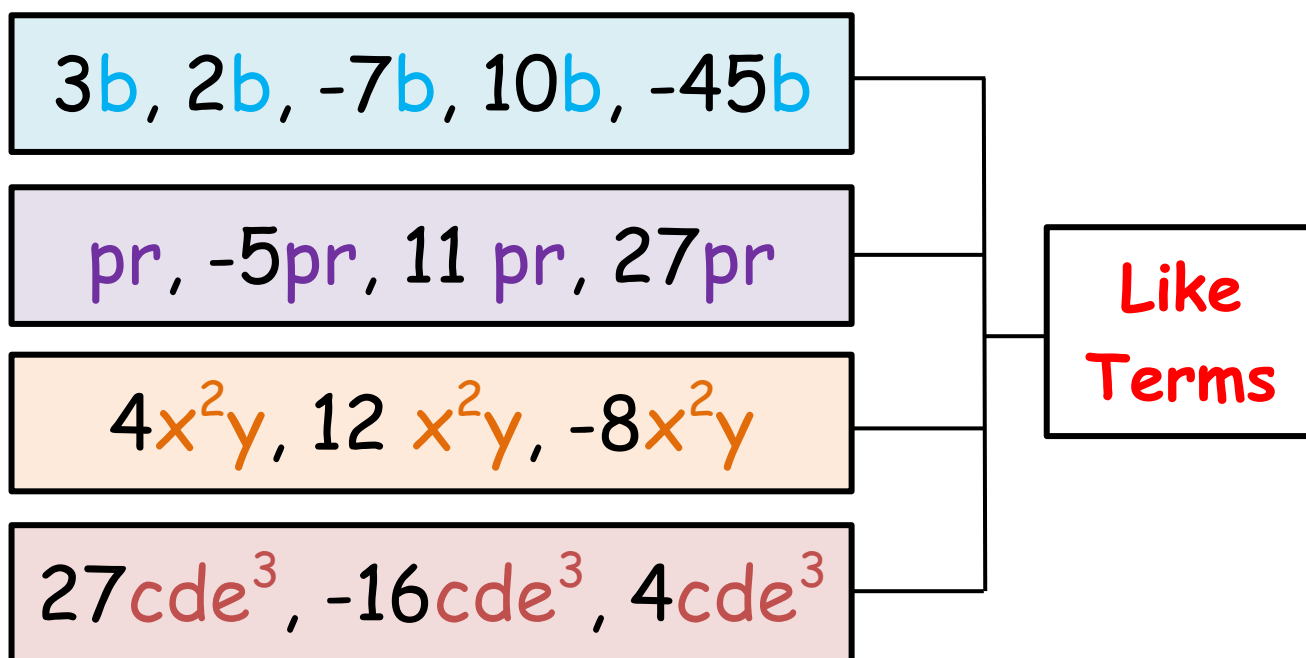 3b, 2b, -7b, 10b, -45b
pr, -5pr, 11 pr, 27pr
4x²y, 12 x²y, -8x²y
27cde³, -16cde³, 4cde³
Like
Terms